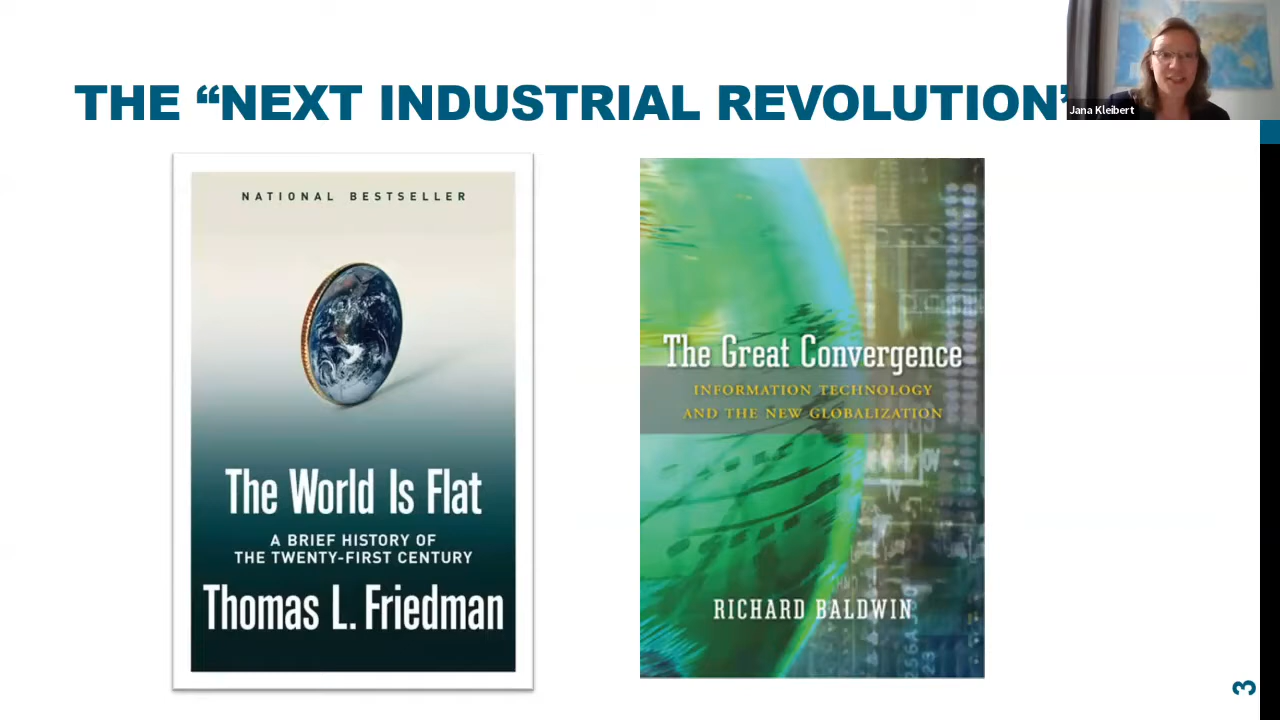 THE “NEXT INDUSTRIAL REVOLUTION”
Jana Kleibert
NATIONAL BESTSELLER
The World Is Flat
A BRIEF HISTORY OF
THE TWENTY-FIRST CENTURY
Thomas L. Friedman
The Great Convergence
INFORMATION TECHNOLOGY
AND THE NEW GLOBALIZATION
RICHARD BALDWIN
3